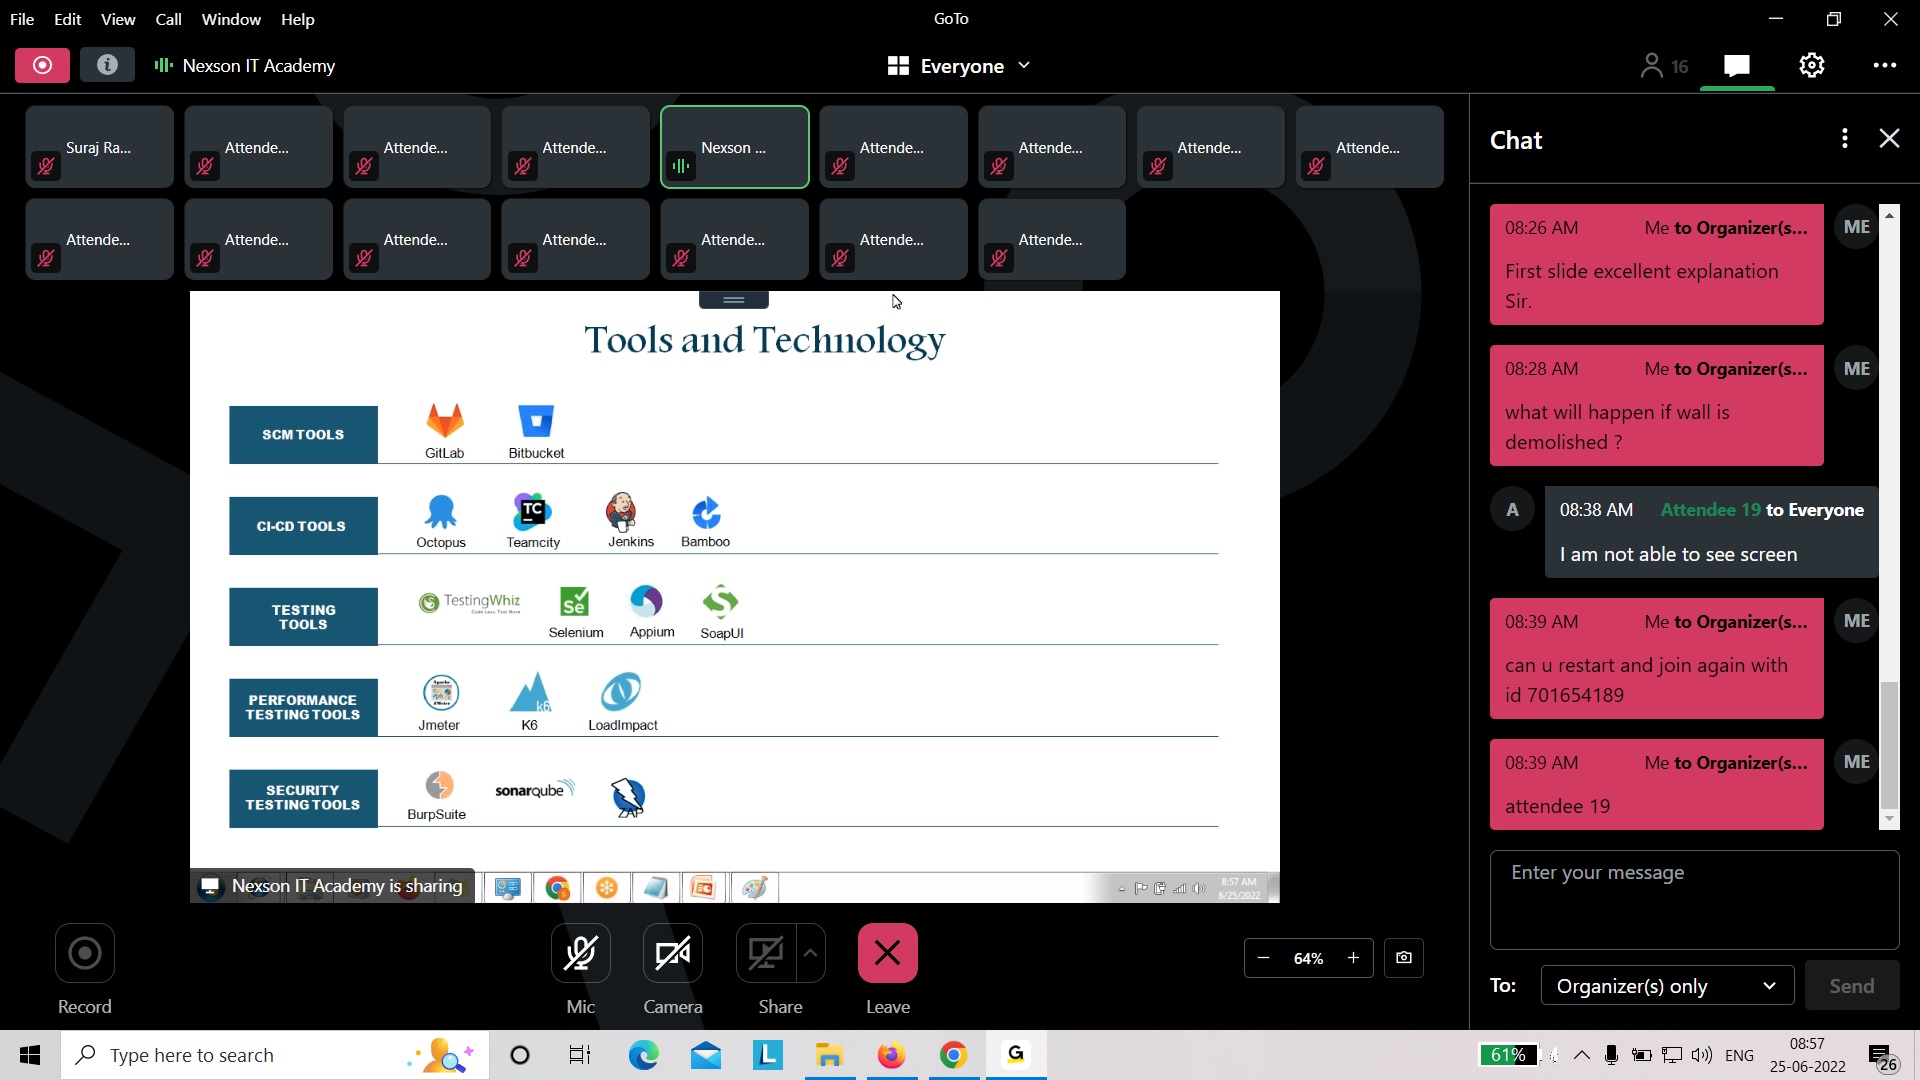 File Edit View Call Window Help
GoTo
Nexson IT Academy
Everyone
16
Suraj Ra...
Attende...
Attende...
Attende...
Nexson ...
Attende...
Attende...
Attende...
Attende...
Attende...
Attende...
Attende...
Attende...
Attende...
Attende...
Attende...
Tools and Technology
SCM TOOLS
GitLab
Bitbucket
CI-CD TOOLS
TC
Octopus
Teamcity
Jenkins
Bamboo
TESTING
TOOLS
TestingWhiz
Code Less, Test More
Se
Selenium
Appium
SoapUI
PERFORMANCE
TESTING TOOLS
Jmeter
k6
K6
LoadImpact
SECURITY
TESTING TOOLS
BurpSuite
sonarqube
ZAP
Nexson IT Academy is sharing
8:57 AM
6/25/2022
Record
Mic
Camera
Share
Leave
64%
Chat
08:26 AM Me to Organizer(s...
ME
First slide excellent explanation
Sir.
08:28 AM Me to Organizer(s...
ME
what will happen if wall is
demolished ?
A
08:38 AM Attendee 19 to Everyone
I am not able to see screen
08:39 AM Me to Organizer(s...
ME
can u restart and join again with
id 701654189
08:39 AM Me to Organizer(s...
ME
attendee 19
Enter your message
To: Organizer(s) only
Send
Type here to search
L
G
61%
ENG
08:57
25-06-2022
26